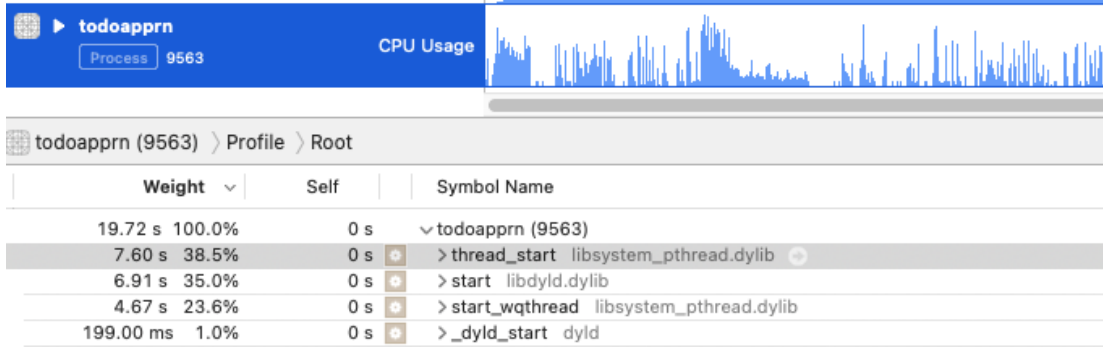 todoapprn
Process 9563
CPU Usage
todoapprn (9563) Profile Root
Weight Self Symbol Name
19.72 s 100.0% 0 s todoapprn (9563)
7.60 s 38.5% 0 s thread_start libsystem_pthread.dylib
6.91 s 35.0% 0 s start libdyld.dylib
4.67 s 23.6% 0 s start_wqthread libsystem_pthread.dylib
199.00 ms 1.0% 0 s _dyld_start dyld